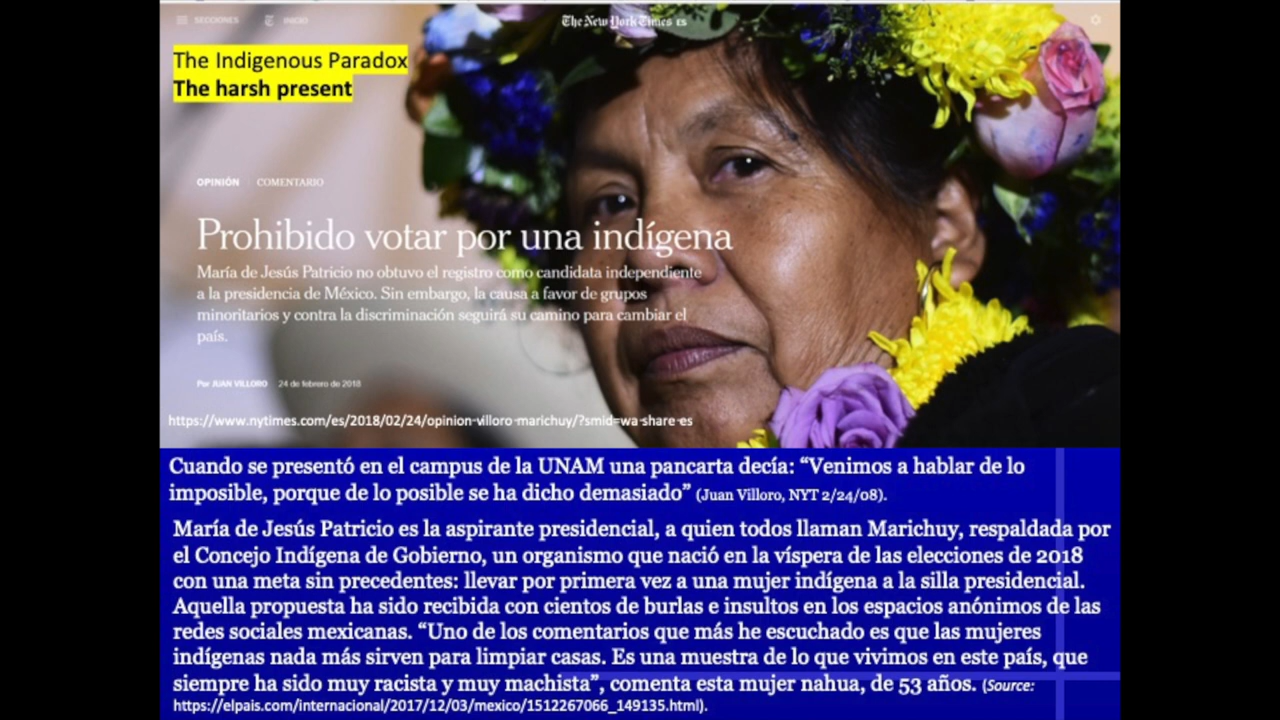 SECCIONES INICIO The New York Times ES
The Indigenous Paradox
The harsh present
OPINIÓN COMENTARIO
Prohibido votar por una indígena
María de Jesús Patricio no obtuvo el registro como candidata independiente
a la presidencia de México. Sin embargo, la causa a favor de grupos
minoritarios y contra la discriminación seguirá su camino para cambiar el
país.
Por JUAN VILLORO 24 de febrero de 2018
https://www.nytimes.com/es/2018/02/24/opinion-villoro-marichuy/?smid=wa-share-es
Cuando se presentó en el campus de la UNAM una pancarta decía: “Venimos a hablar de lo
imposible, porque de lo posible se ha dicho demasiado” (Juan Villoro, NYT 2/24/08).
María de Jesús Patricio es la aspirante presidencial, a quien todos llaman Marichuy, respaldada por
el Concejo Indígena de Gobierno, un organismo que nació en la víspera de las elecciones de 2018
con una meta sin precedentes: llevar por primera vez a una mujer indígena a la silla presidencial.
Aquella propuesta ha sido recibida con cientos de burlas e insultos en los espacios anónimos de las
redes sociales mexicanas. “Uno de los comentarios que más he escuchado es que las mujeres
indígenas nada más sirven para limpiar casas. Es una muestra de lo que vivimos en este país, que
siempre ha sido muy racista y muy machista”, comenta esta mujer nahua, de 53 años. (Source:
https://elpais.com/internacional/2017/12/03/mexico/1512267066_149135.html).